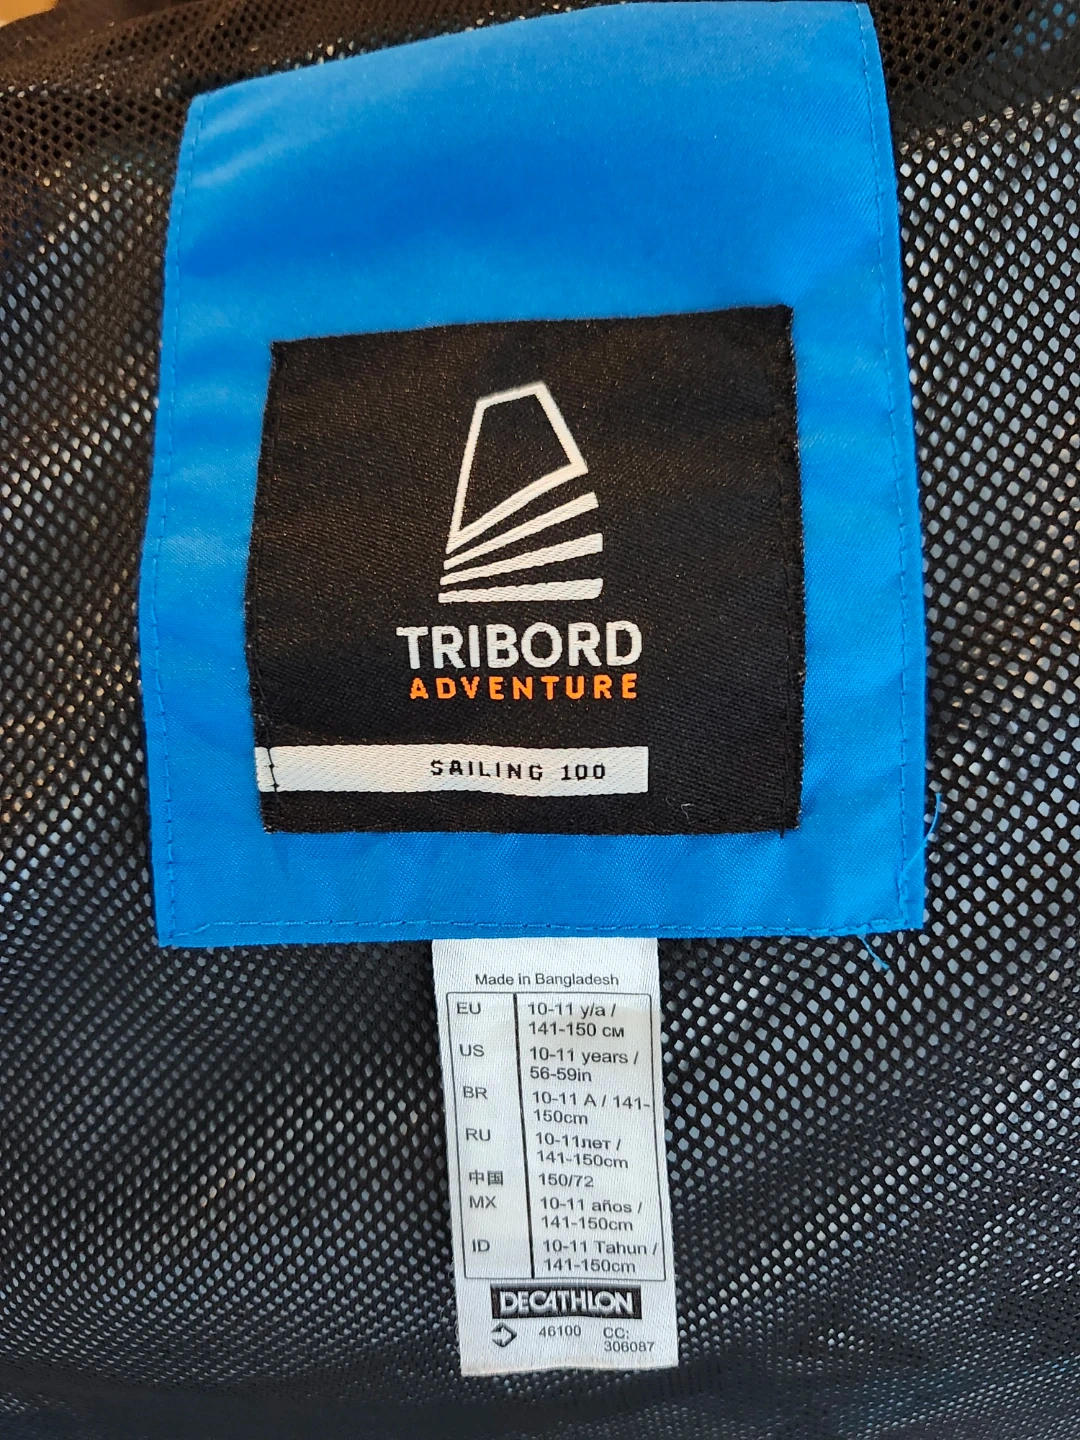 TRIBORD
ADVENTURE
SAILING 100
Made in Bangladesh
EU 10-11 y/a /
141-150 см
US 10-11 years /
56-59in
BR 10-11 A / 141-
150cm
RU 10-11лет /
141-150cm
中国 150/72
MX 10-11 años /
141-150cm
ID 10-11 Tahun /
141-150cm
DECATHLON
46100 CC:
306087